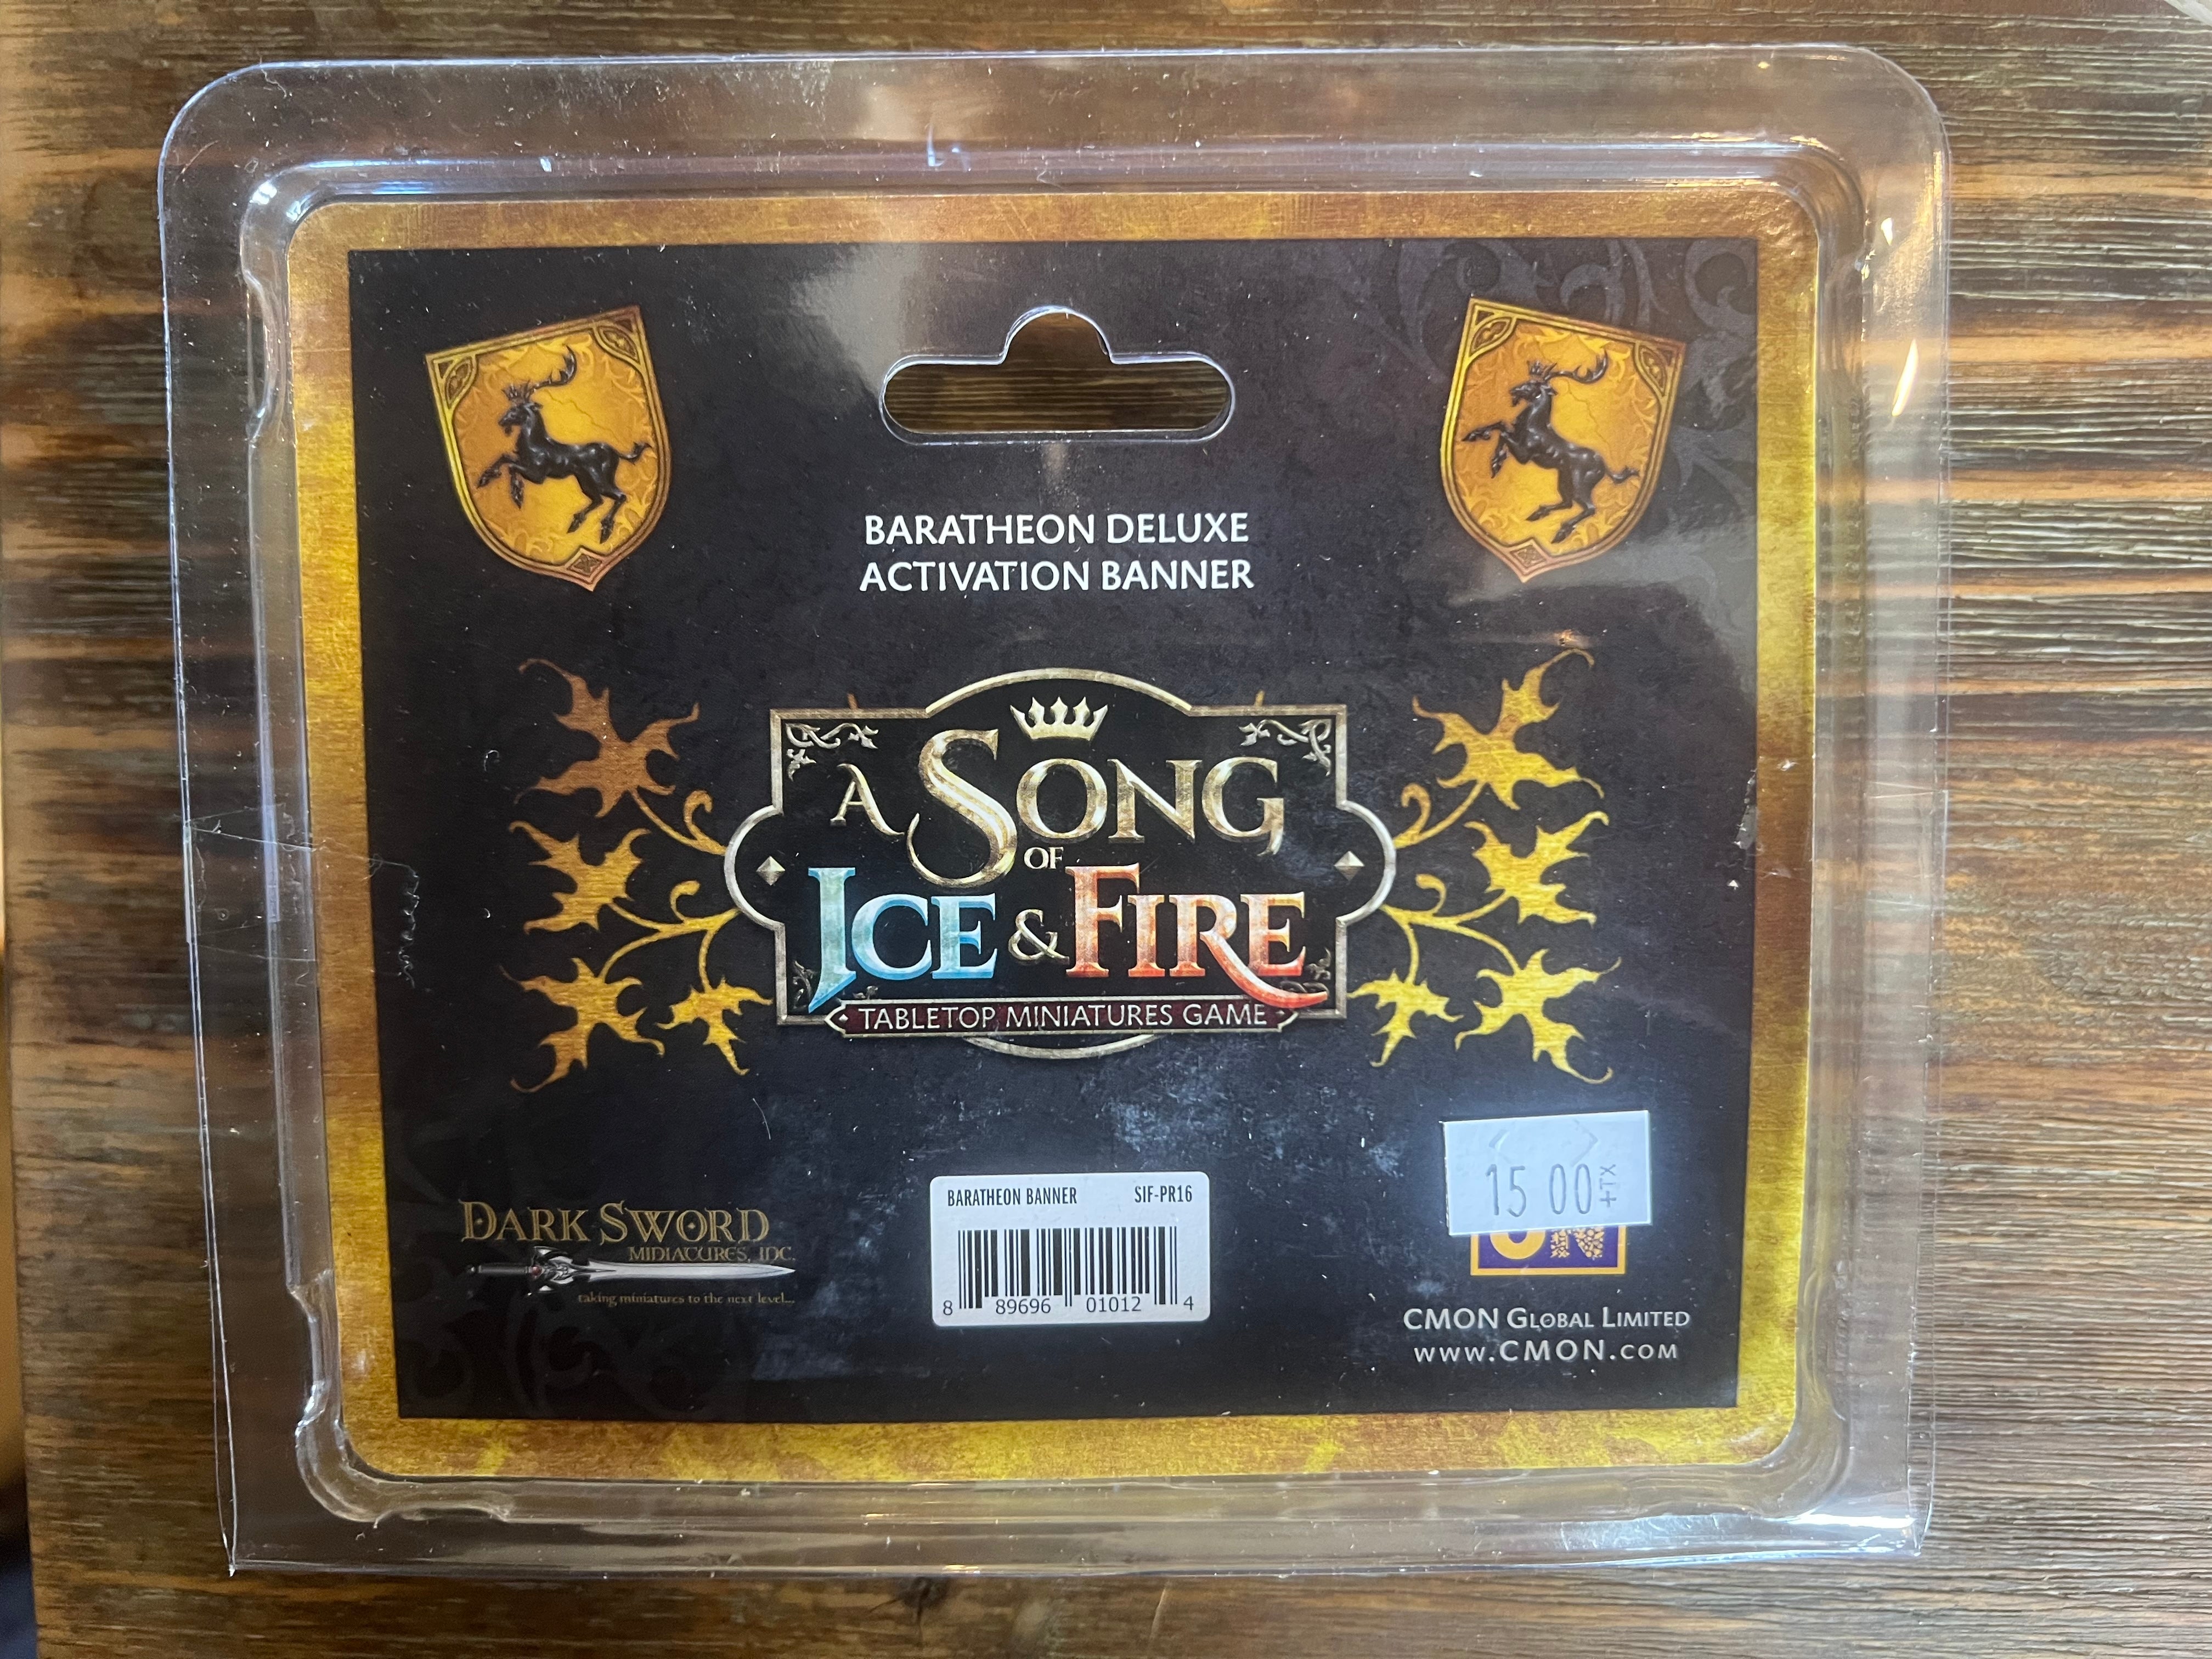 BARATHEON DELUXE
ACTIVATION BANNER
A SONG
OF
ICE & FIRE
TABLETOP MINIATURES GAME
15 00 +TX
DARK SWORD
MINIATURES, INC.
taking miniatures to the next level...
BARATHEON BANNER SIF-PR16
8 89696 01012 4
CMON GLOBAL LIMITED
WWW.CMON.COM